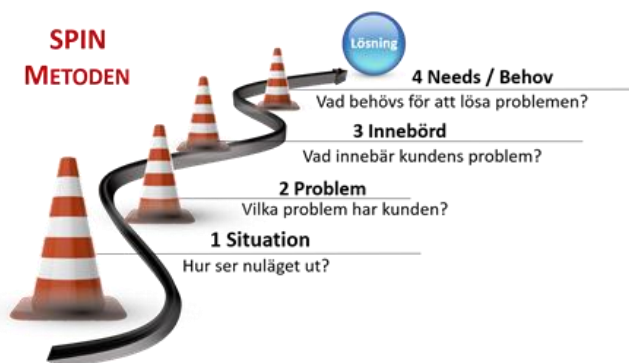 SPIN
METODEN
Lösning
4 Needs / Behov
Vad behövs för att lösa problemen?
3 Innebörd
Vad innebär kundens problem?
2 Problem
Vilka problem har kunden?
1 Situation
Hur ser nuläget ut?